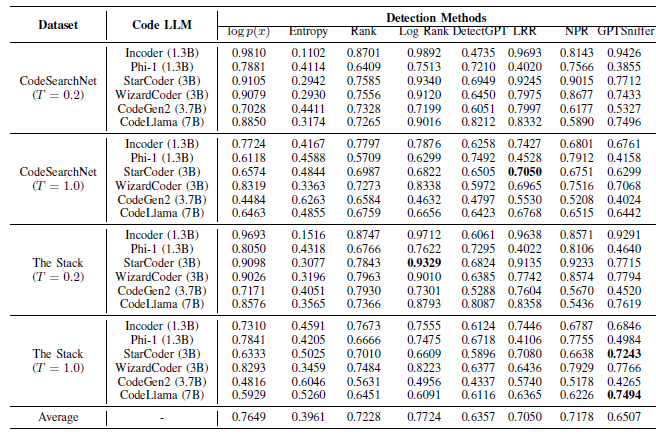 Dataset Code LLM Detection Methods
log p(x) Entropy Rank Log Rank DetectGPT LRR NPR GPTSniffer
Incoder (1.3B) 0.9810 0.1102 0.8701 0.9892 0.4735 0.9693 0.8143 0.9426
Phi-1 (1.3B) 0.7881 0.4114 0.6409 0.7513 0.7210 0.4020 0.7566 0.3855
CodeSearchNet StarCoder (3B) 0.9105 0.2942 0.7585 0.9340 0.6949 0.9245 0.9015 0.7712
(T = 0.2) WizardCoder (3B) 0.9079 0.2930 0.7556 0.9120 0.6450 0.7975 0.8677 0.7433
CodeGen2 (3.7B) 0.7028 0.4411 0.7328 0.7199 0.6051 0.7997 0.6177 0.5327
CodeLlama (7B) 0.8850 0.3174 0.7265 0.9016 0.8212 0.8332 0.5890 0.7496
Incoder (1.3B) 0.7724 0.4167 0.7797 0.7876 0.6258 0.7427 0.6801 0.6761
Phi-1 (1.3B) 0.6118 0.4588 0.5709 0.6299 0.7492 0.4528 0.7912 0.4158
CodeSearchNet StarCoder (3B) 0.6574 0.4844 0.6987 0.6822 0.6505 0.7050 0.6751 0.6299
(T = 1.0) WizardCoder (3B) 0.8319 0.3363 0.7273 0.8338 0.5972 0.6965 0.7516 0.7068
CodeGen2 (3.7B) 0.4484 0.6263 0.6584 0.4632 0.4797 0.5530 0.5208 0.4024
CodeLlama (7B) 0.6463 0.4855 0.6759 0.6656 0.6423 0.6768 0.6515 0.6442
Incoder (1.3B) 0.9693 0.1516 0.8747 0.9712 0.6061 0.9638 0.8571 0.9291
Phi-1 (1.3B) 0.8050 0.4318 0.6766 0.7622 0.7295 0.4022 0.8106 0.4640
The Stack StarCoder (3B) 0.9098 0.3077 0.7843 0.9329 0.6824 0.9135 0.9233 0.7715
(T = 0.2) WizardCoder (3B) 0.9026 0.3196 0.7963 0.9010 0.6385 0.7742 0.8574 0.7794
CodeGen2 (3.7B) 0.7171 0.4051 0.7930 0.7301 0.5288 0.7604 0.5670 0.4520
CodeLlama (7B) 0.8576 0.3565 0.7366 0.8793 0.8087 0.8358 0.5436 0.7619
Incoder (1.3B) 0.7310 0.4591 0.7673 0.7555 0.6124 0.7446 0.6787 0.6846
Phi-1 (1.3B) 0.7841 0.4205 0.6666 0.7475 0.6718 0.4106 0.7755 0.4984
The Stack StarCoder (3B) 0.6333 0.5025 0.7010 0.6609 0.5896 0.7080 0.6638 0.7243
(T = 1.0) WizardCoder (3B) 0.8293 0.3459 0.7484 0.8223 0.6377 0.6436 0.7929 0.7766
CodeGen2 (3.7B) 0.4816 0.6046 0.5631 0.4956 0.4337 0.5740 0.5178 0.4265
CodeLlama (7B) 0.5929 0.5260 0.6451 0.6091 0.6116 0.6365 0.6226 0.7494
Average - 0.7649 0.3961 0.7228 0.7724 0.6357 0.7050 0.7178 0.6507